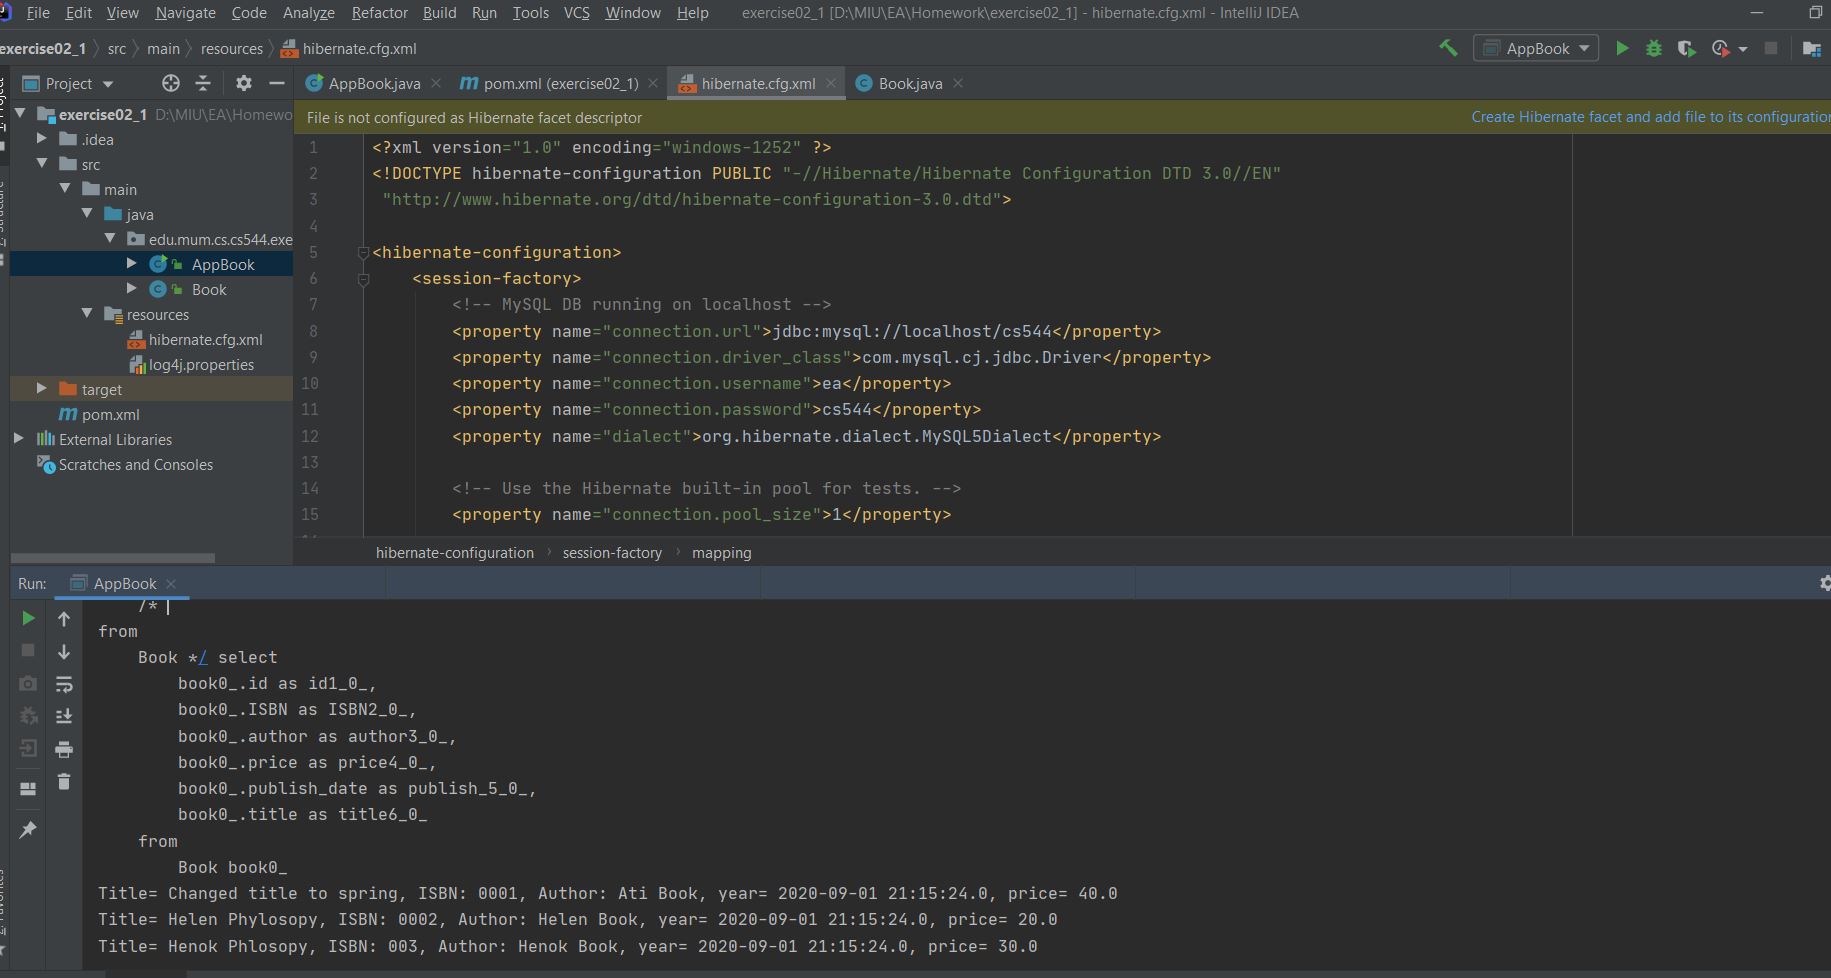 File Edit View Navigate Code Analyze Refactor Build Run Tools VCS Window Help exercise02_1 [D:\MIU\EA\Homework\exercise02_1] - hibernate.cfg.xml - IntelliJ IDEA
exercise02_1 src main resources hibernate.cfg.xml AppBook
Project AppBook.java pom.xml (exercise02_1) hibernate.cfg.xml Book.java
exercise02_1 D:\MIU\EA\Homewo
.idea
src
main
java
edu.mum.cs.cs544.exe
AppBook
Book
resources
hibernate.cfg.xml
log4j.properties
target
pom.xml
External Libraries
Scratches and Consoles
File is not configured as Hibernate facet descriptor Create Hibernate facet and add file to its configuration
1 <?xml version="1.0" encoding="windows-1252" ?>
2 <!DOCTYPE hibernate-configuration PUBLIC "-//Hibernate/Hibernate Configuration DTD 3.0//EN"
3 "http://www.hibernate.org/dtd/hibernate-configuration-3.0.dtd">
4
5 <hibernate-configuration>
6 <session-factory>
7 <!-- MySQL DB running on localhost -->
8 <property name="connection.url">jdbc:mysql://localhost/cs544</property>
9 <property name="connection.driver_class">com.mysql.cj.jdbc.Driver</property>
10 <property name="connection.username">ea</property>
11 <property name="connection.password">cs544</property>
12 <property name="dialect">org.hibernate.dialect.MySQL5Dialect</property>
13
14 <!-- Use the Hibernate built-in pool for tests. -->
15 <property name="connection.pool_size">1</property>
hibernate-configuration session-factory mapping
Run: AppBook
/*
from
Book */ select
book0_.id as id1_0_,
book0_.ISBN as ISBN2_0_,
book0_.author as author3_0_,
book0_.price as price4_0_,
book0_.publish_date as publish_5_0_,
book0_.title as title6_0_
from
Book book0_
Title= Changed title to spring, ISBN: 0001, Author: Ati Book, year= 2020-09-01 21:15:24.0, price= 40.0
Title= Helen Phylosopy, ISBN: 0002, Author: Helen Book, year= 2020-09-01 21:15:24.0, price= 20.0
Title= Henok Phlosopy, ISBN: 003, Author: Henok Book, year= 2020-09-01 21:15:24.0, price= 30.0